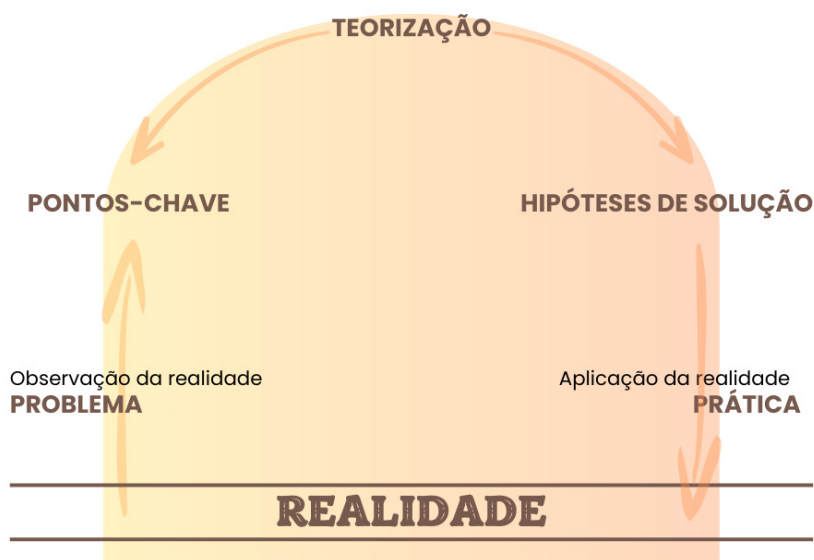 TEORIZAÇÃO
PONTOS-CHAVE
HIPÓTESES DE SOLUÇÃO
Observação da realidade
PROBLEMA
Aplicação da realidade
PRÁTICA
REALIDADE